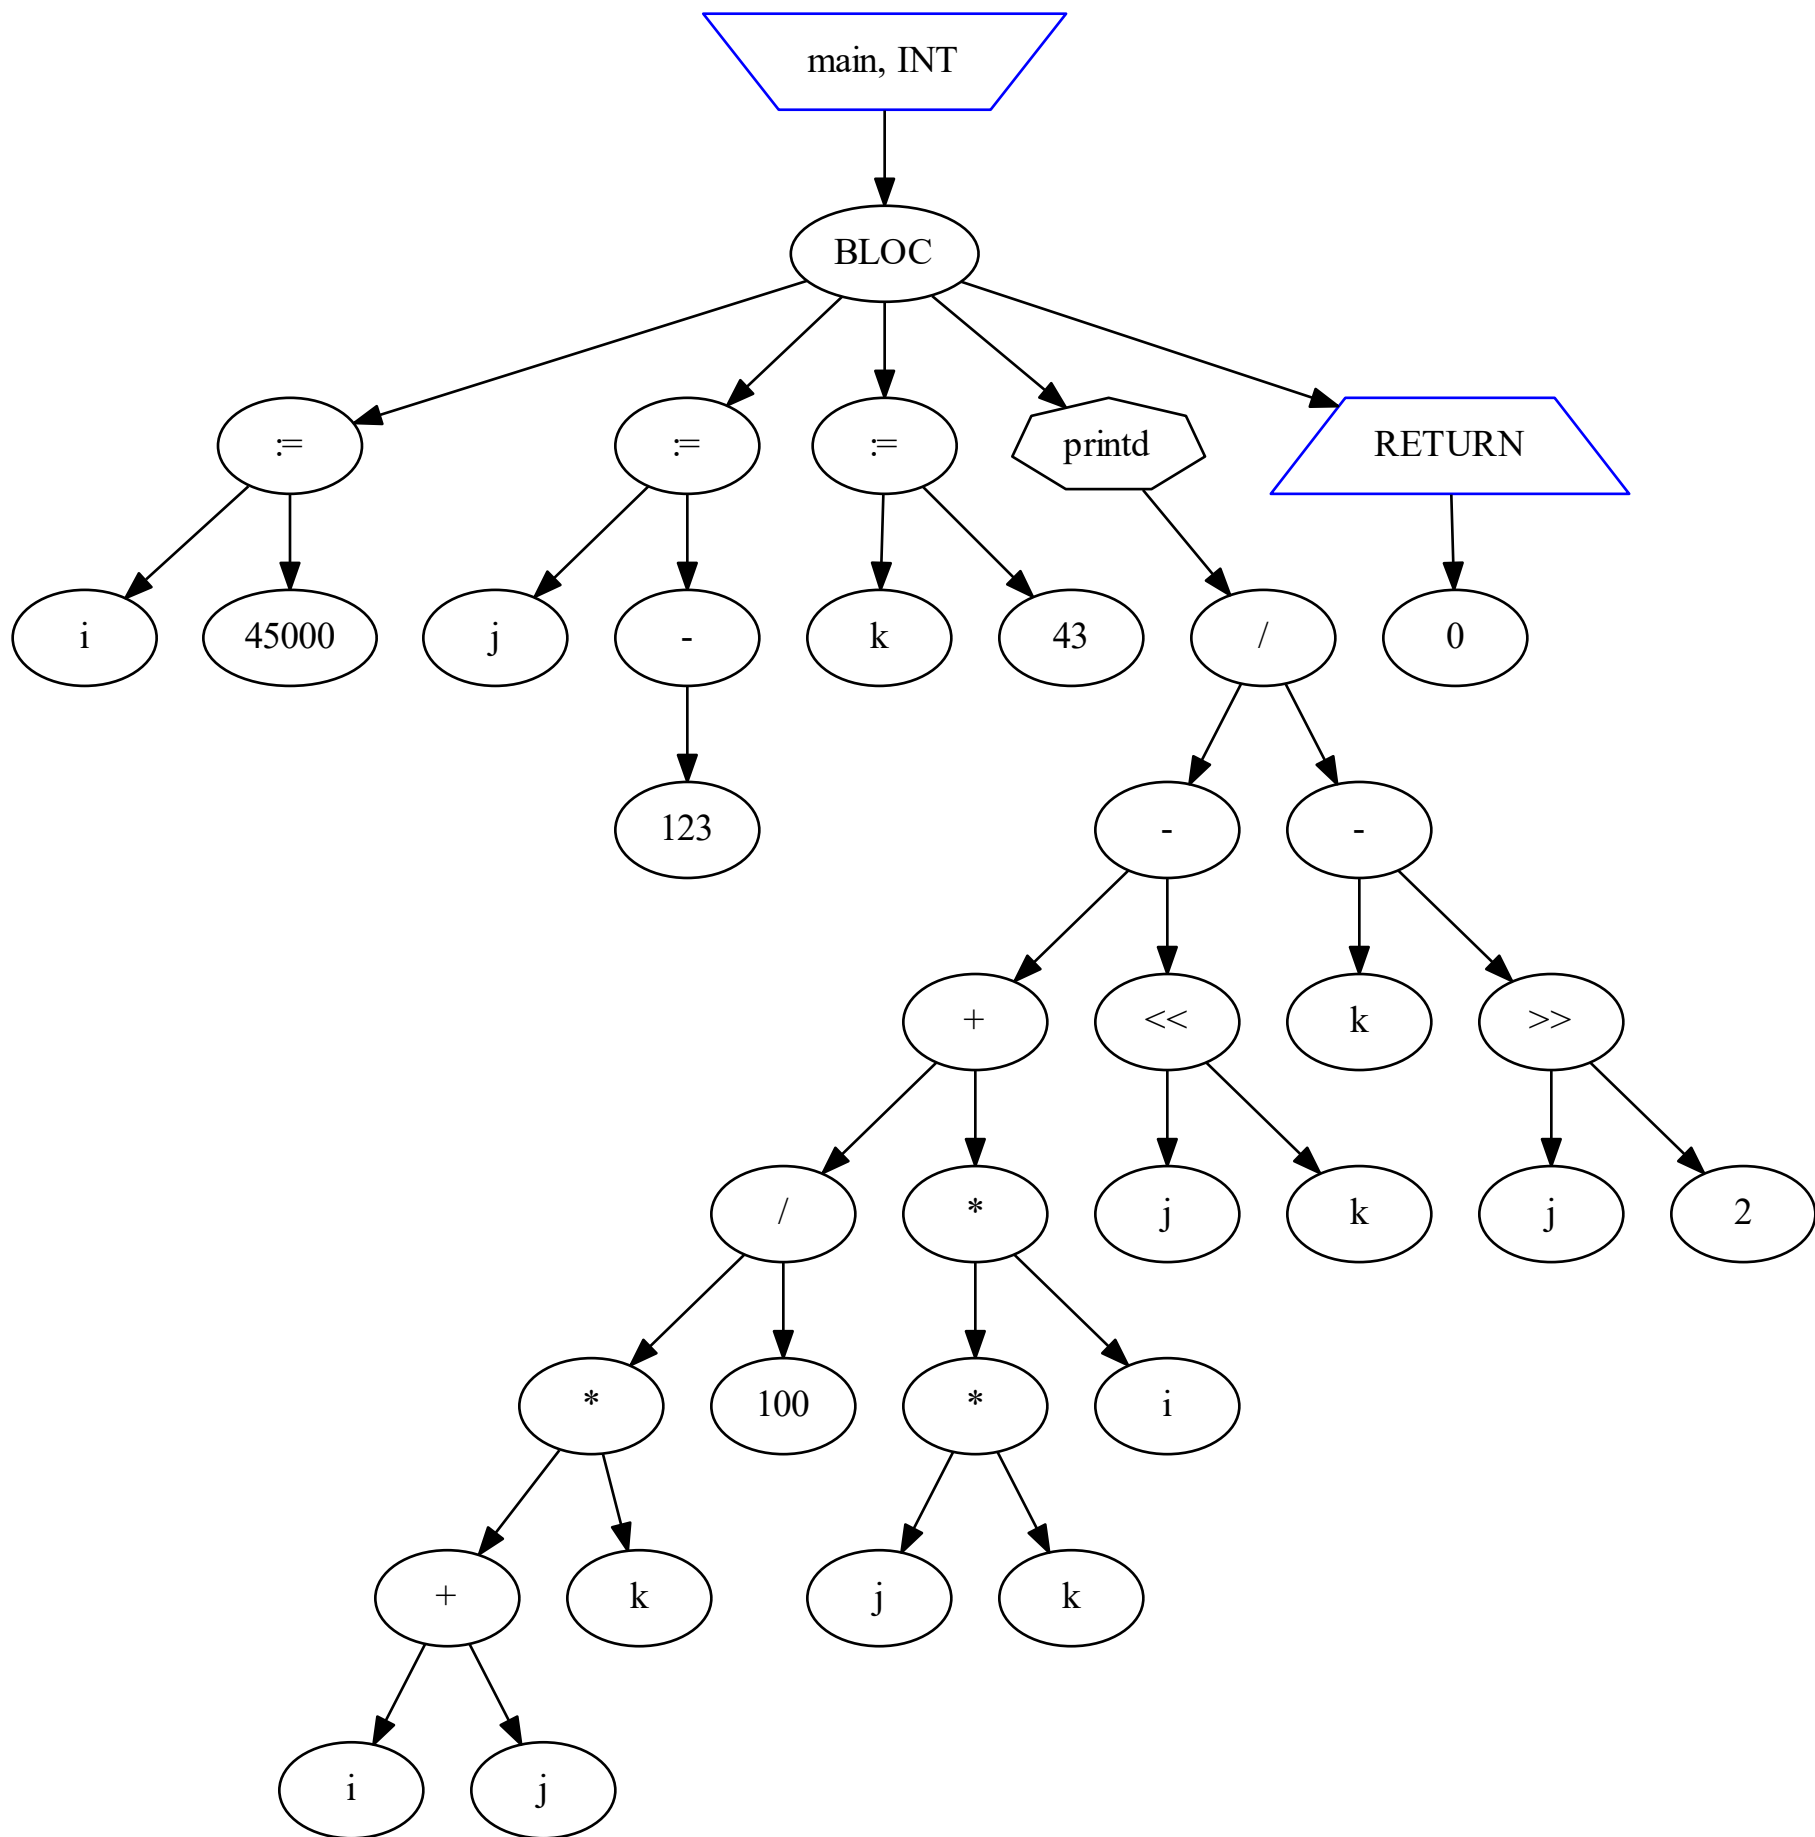 main, INT
BLOC
:=
:=
:=
printd
RETURN
i
45000
j
-
k
43
/
0
123
-
-
+
<<
k
>>
/
*
j
k
j
2
*
100
*
i
+
k
j
k
i
j